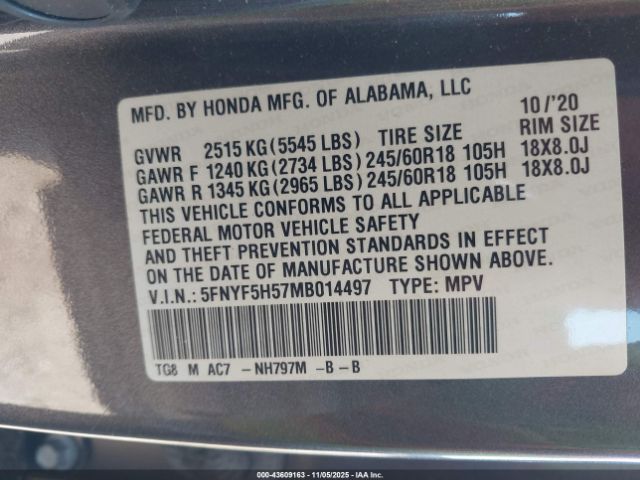 MFD. BY HONDA MFG. OF ALABAMA, LLC 10/'20
GVWR 2515 KG (5545 LBS) TIRE SIZE RIM SIZE
GAWR F 1240 KG (2734 LBS) 245/60R18 105H 18X8.0J
GAWR R 1345 KG (2965 LBS) 245/60R18 105H 18X8.0J
THIS VEHICLE CONFORMS TO ALL APPLICABLE
FEDERAL MOTOR VEHICLE SAFETY
AND THEFT PREVENTION STANDARDS IN EFFECT
ON THE DATE OF MANUFACTURE SHOWN ABOVE.
V.I.N.: 5FNYF5H57MB014497 TYPE: MPV
TG8 M AC7 -NH797M -B -B
000-43609163 - 11/05/2025 - IAAI.com